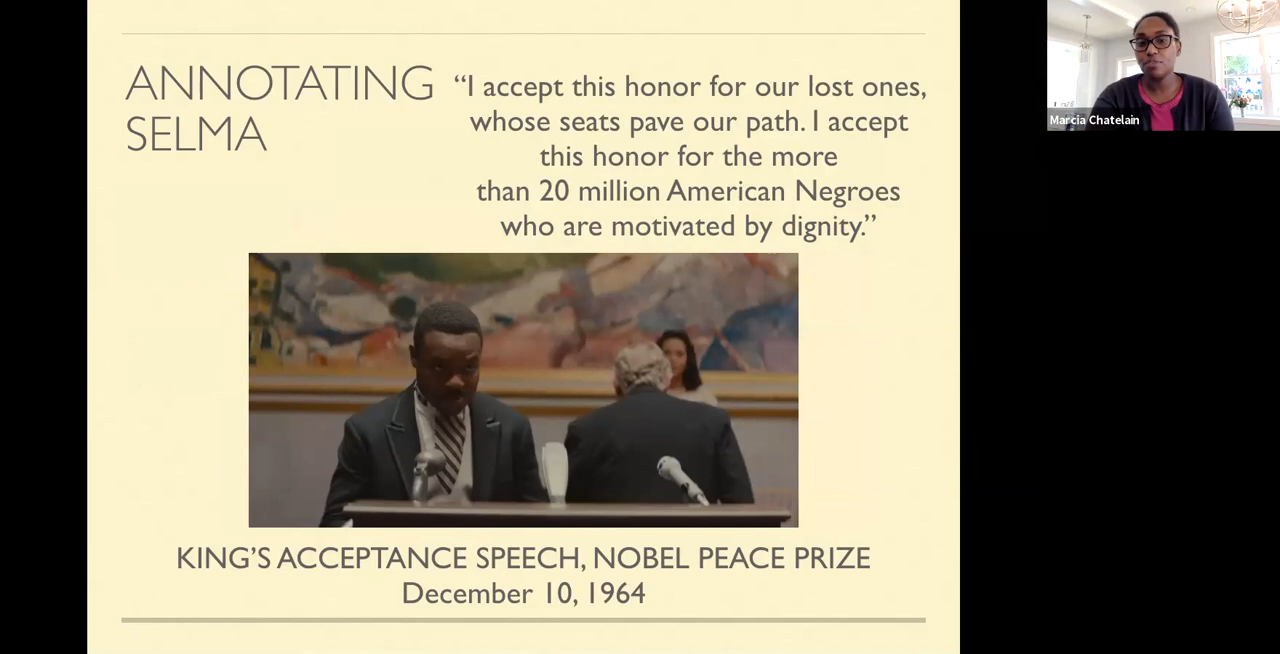 ANNOTATING
SELMA
“I accept this honor for our lost ones,
whose seats pave our path. I accept
this honor for the more
than 20 million American Negroes
who are motivated by dignity.”
KING’S ACCEPTANCE SPEECH, NOBEL PEACE PRIZE
December 10, 1964
Marcia Chatelain